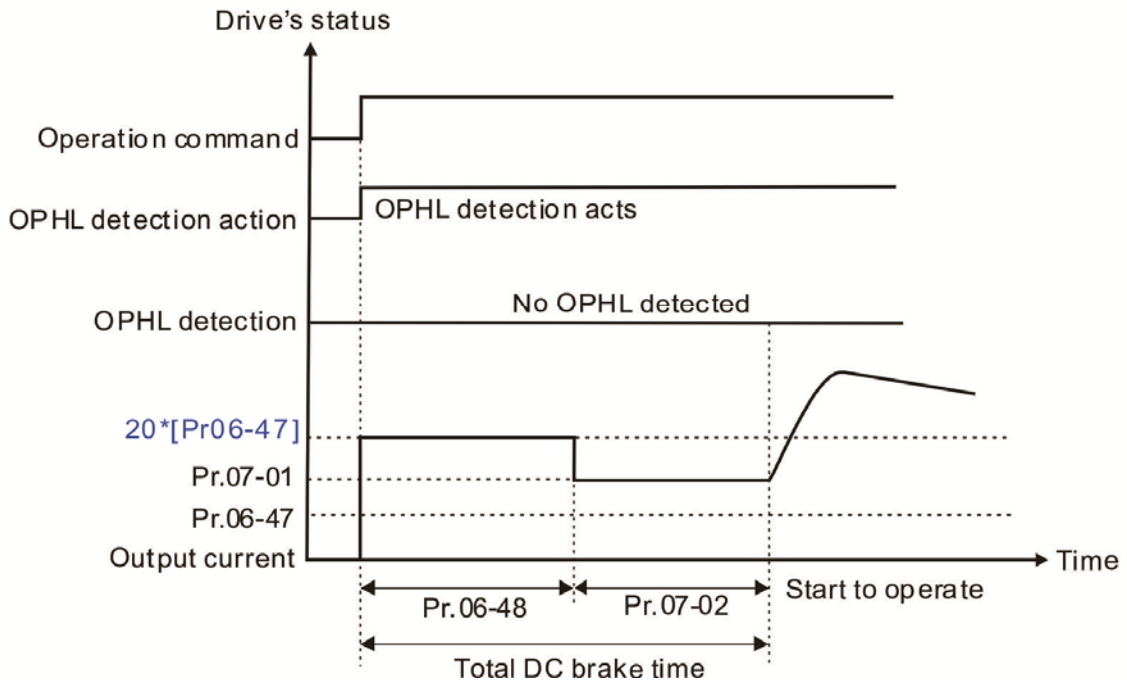 Drive's status
Operation command
OPHL detection action
OPHL detection acts
OPHL detection
No OPHL detected
20*[Pr06-47]
Pr.07-01
Pr.06-47
Output current
Time
Pr.06-48
Pr.07-02
Start to operate
Total DC brake time